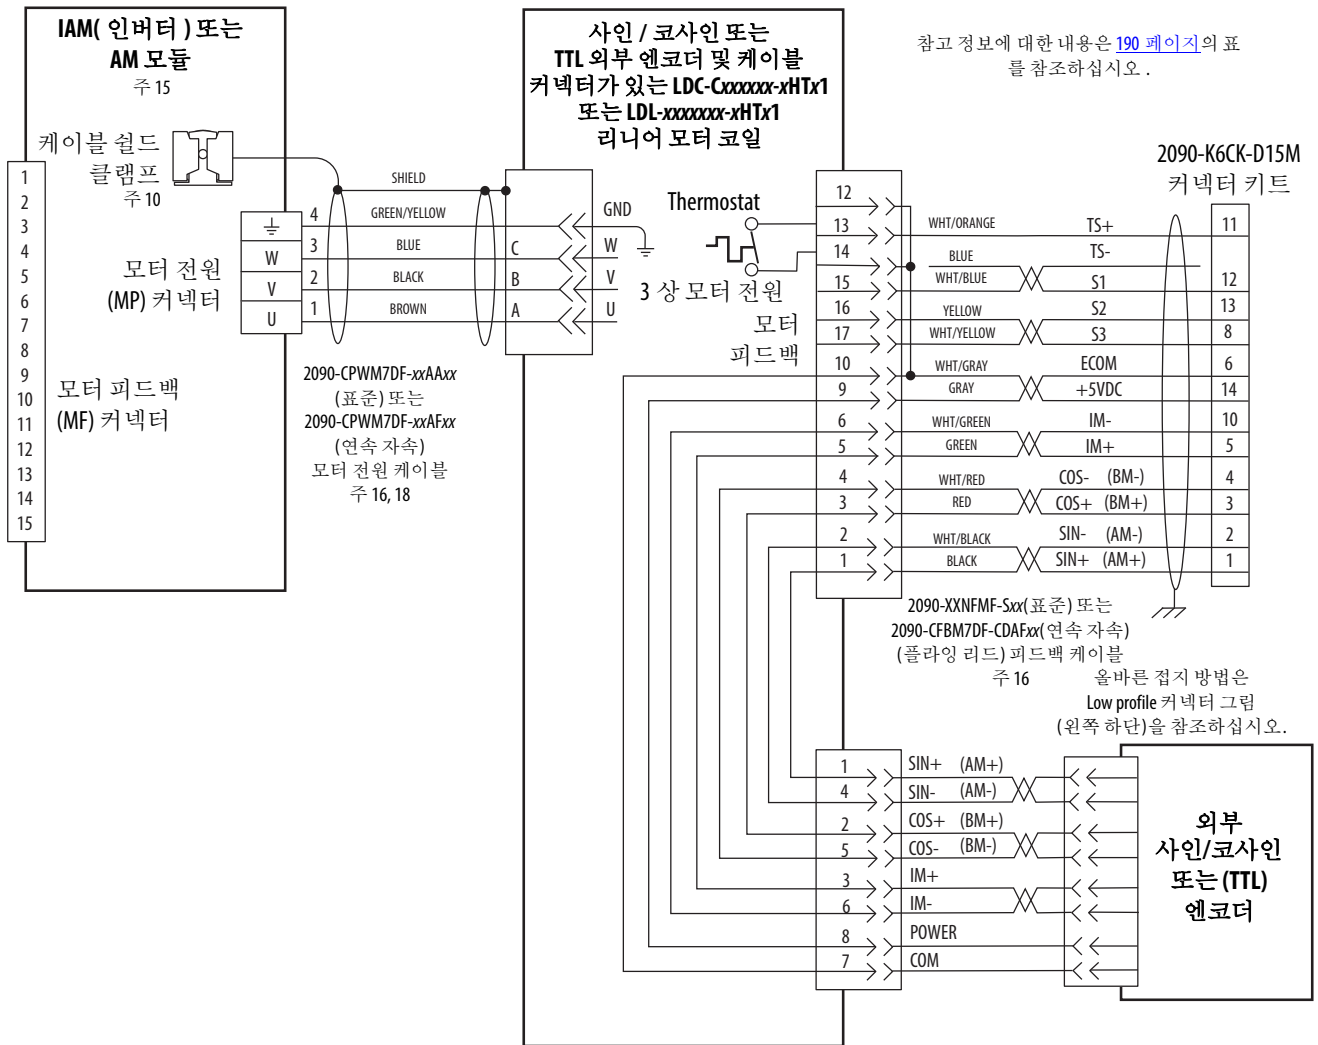 IAM( 인버터 ) 또는
AM 모듈
주 15
케이블 쉴드
클램프
주 10
1
2
3
4
5
6
7
8
9
10
11
12
13
14
15
모터 전원
(MP) 커넥터
모터 피드백
(MF) 커넥터
W
V
U
4
3
2
1
SHIELD
GREEN/YELLOW
BLUE
BLACK
BROWN
C
B
A
GND
W
V
U
2090-CPWM7DF-xxAAxx
(표준) 또는
2090-CPWM7DF-xxAFxx
(연속 자속)
모터 전원 케이블
주 16, 18
사인 / 코사인 또는
TTL 외부 엔코더 및 케이블
커넥터가 있는 LDC-Cxxxxxx-xHTx1
또는 LDL-xxxxxxx-xHTx1
리니어 모터 코일
Thermostat
3 상 모터 전원
모터
피드백
참고 정보에 대한 내용은 190 페이지의 표
를 참조하십시오 .
2090-K6CK-D15M
커넥터 키트
12
13 WHT/ORANGE TS+ 11
14 BLUE TS-
15 WHT/BLUE S1 12
16 YELLOW S2 13
17 WHT/YELLOW S3 8
10 WHT/GRAY ECOM 6
9 GRAY +5VDC 14
6 WHT/GREEN IM- 10
5 GREEN IM+ 5
4 WHT/RED COS- (BM-) 4
3 RED COS+ (BM+) 3
2 WHT/BLACK SIN- (AM-) 2
1 BLACK SIN+ (AM+) 1
2090-XXNFMF-Sxx(표준) 또는
2090-CFBM7DF-CDAFxx(연속 자속)
(플라잉 리드) 피드백 케이블
주 16
올바른 접지 방법은
Low profile 커넥터 그림
(왼쪽 하단)을 참조하십시오.
1 SIN+ (AM+)
4 SIN- (AM-)
2 COS+ (BM+)
5 COS- (BM-)
3 IM+
6 IM-
8 POWER
7 COM
외부
사인/코사인
또는 (TTL)
엔코더